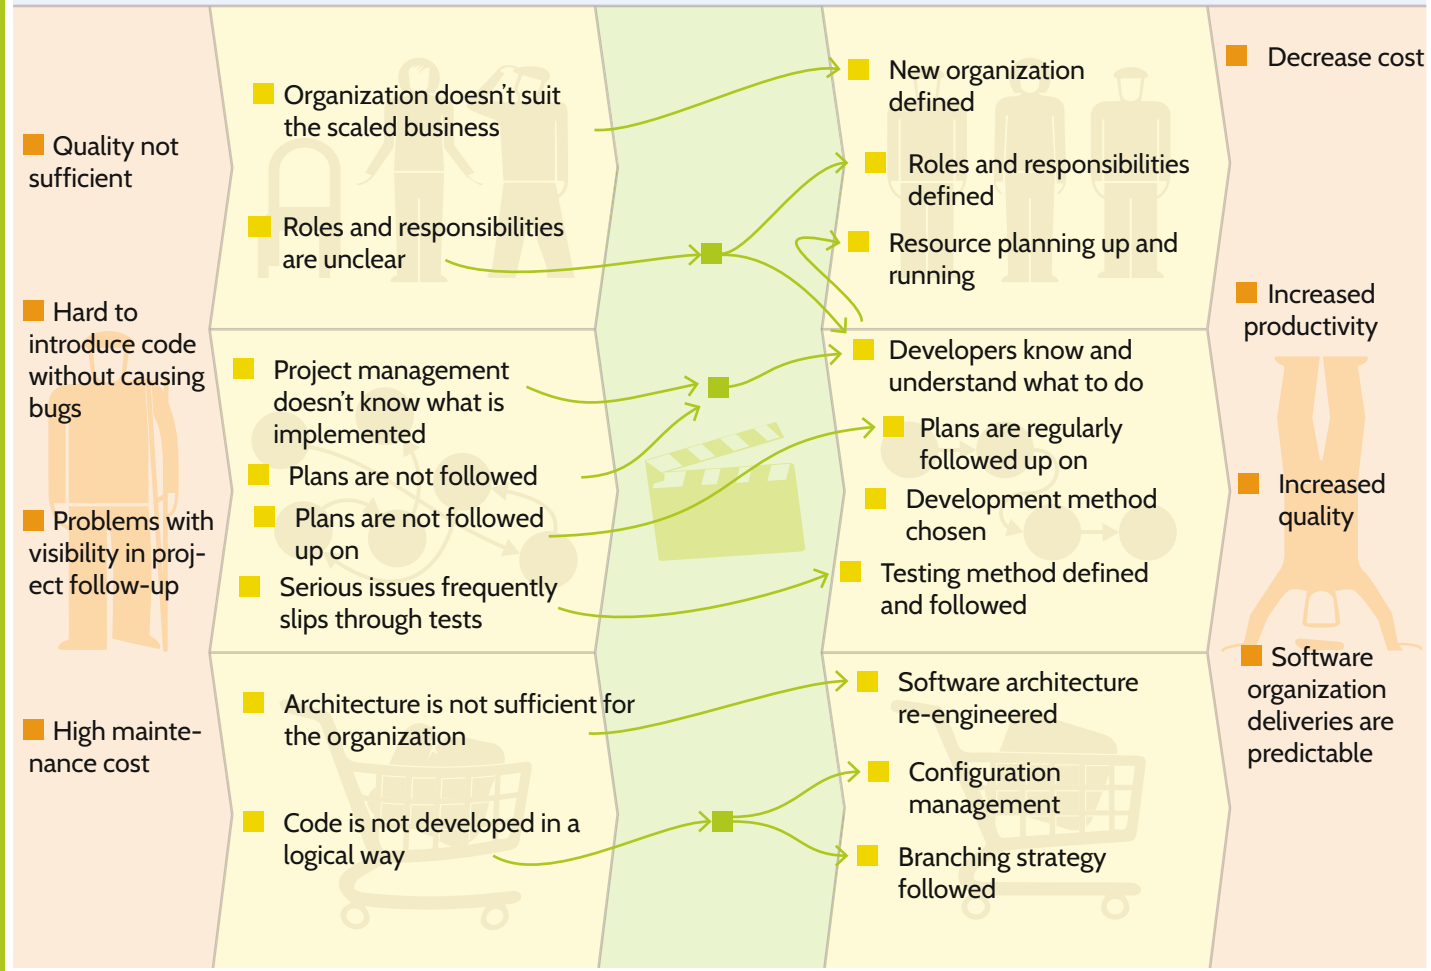 Quality not
sufficient
Hard to
introduce code
without causing
bugs
Problems with
visibility in proj-
ect follow-up
High mainte-
nance cost
Organization doesn't suit
the scaled business
Roles and responsibilities
are unclear
Project management
doesn't know what is
implemented
Plans are not followed
Plans are not followed
up on
Serious issues frequently
slips through tests
Architecture is not sufficient for
the organization
Code is not developed in a
logical way
New organization
defined
Roles and responsibilities
defined
Resource planning up and
running
Developers know and
understand what to do
Plans are regularly
followed up on
Development method
chosen
Testing method defined
and followed
Software architecture
re-engineered
Configuration
management
Branching strategy
followed
Decrease cost
Increased
productivity
Increased
quality
Software
organization
deliveries are
predictable